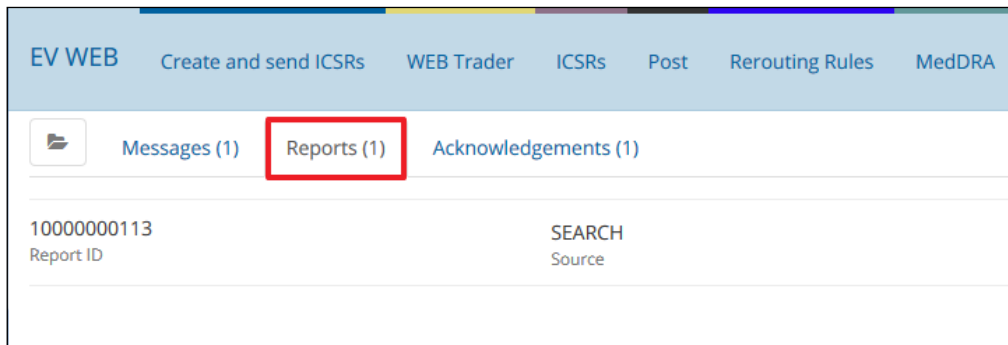 EV WEB Create and send ICSRs WEB Trader ICSRs Post Rerouting Rules MedDRA
Messages (1) Reports (1) Acknowledgements (1)
10000000113 SEARCH
Report ID Source